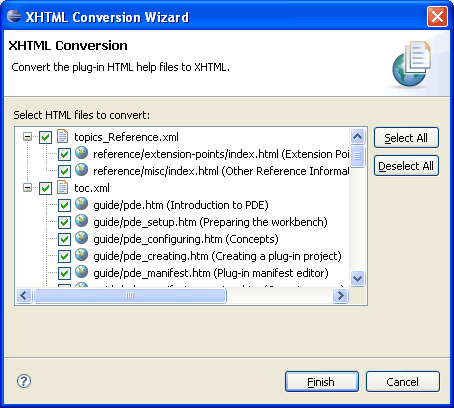 XHTML Conversion Wizard
XHTML Conversion
Convert the plug-in HTML help files to XHTML.
Select HTML files to convert:
topics_Reference.xml
reference/extension-points/index.html (Extension Poi
reference/misc/index.html (Other Reference Informat
toc.xml
guide/pde.htm (Introduction to PDE)
guide/pde_setup.htm (Preparing the workbench)
guide/pde_configuring.htm (Concepts)
guide/pde_creating.htm (Creating a plug-in project)
guide/pde_manifest.htm (Plug-in manifest editor)
Select All
Deselect All
?
Finish
Cancel